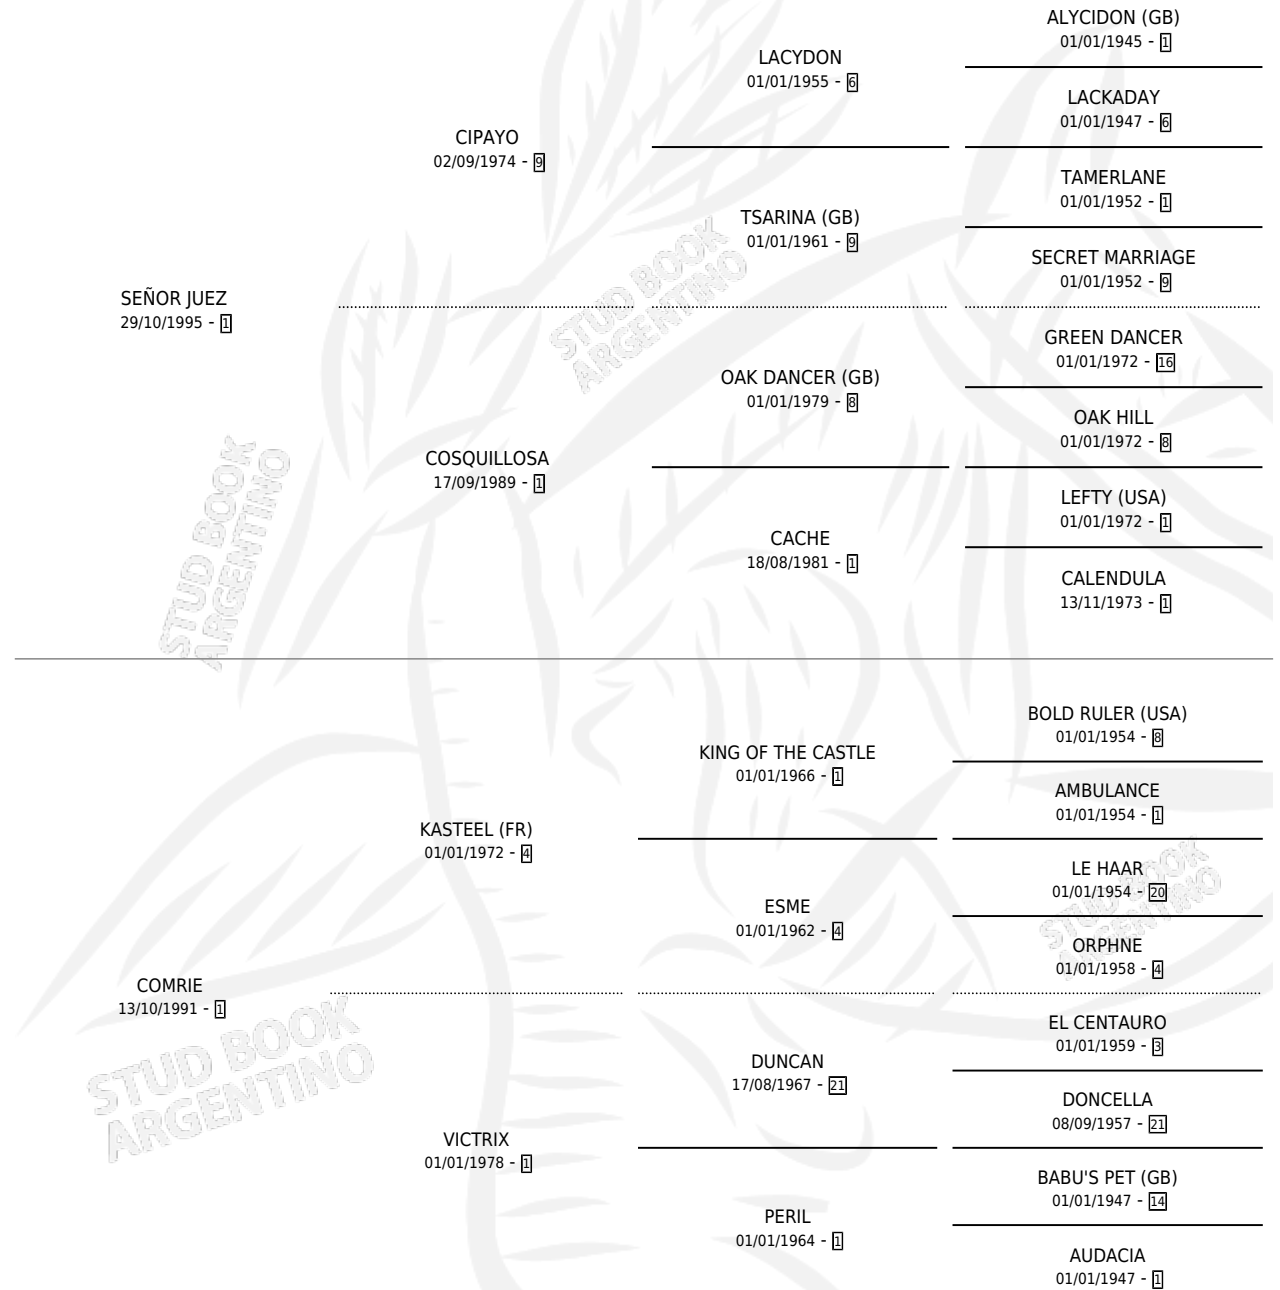 SEÑOR JUEZ
29/10/1995 - 1
CIPAYO
02/09/1974 - 9
LACYDON
01/01/1955 - 6
ALYCIDON (GB)
01/01/1945 - 1
LACKADAY
01/01/1947 - 6
TSARINA (GB)
01/01/1961 - 9
TAMERLANE
01/01/1952 - 1
SECRET MARRIAGE
01/01/1952 - 9
COSQUILLOSA
17/09/1989 - 1
OAK DANCER (GB)
01/01/1979 - 8
GREEN DANCER
01/01/1972 - 16
OAK HILL
01/01/1972 - 8
CACHE
18/08/1981 - 1
LEFTY (USA)
01/01/1972 - 1
CALENDULA
13/11/1973 - 1
COMRIE
13/10/1991 - 1
KASTEEL (FR)
01/01/1972 - 4
KING OF THE CASTLE
01/01/1966 - 1
BOLD RULER (USA)
01/01/1954 - 8
AMBULANCE
01/01/1954 - 1
ESME
01/01/1962 - 4
LE HAAR
01/01/1954 - 20
ORPHNE
01/01/1958 - 4
VICTRIX
01/01/1978 - 1
DUNCAN
17/08/1967 - 21
EL CENTAURO
01/01/1959 - 3
DONCELLA
08/09/1957 - 21
PERIL
01/01/1964 - 1
BABU'S PET (GB)
01/01/1947 - 14
AUDACIA
01/01/1947 - 1
STUD BOOK
ARGENTINO
STUD BOOK
ARGENTINO
STUD BOOK
ARGENTINO
STUD BOOK
ARGENTINO